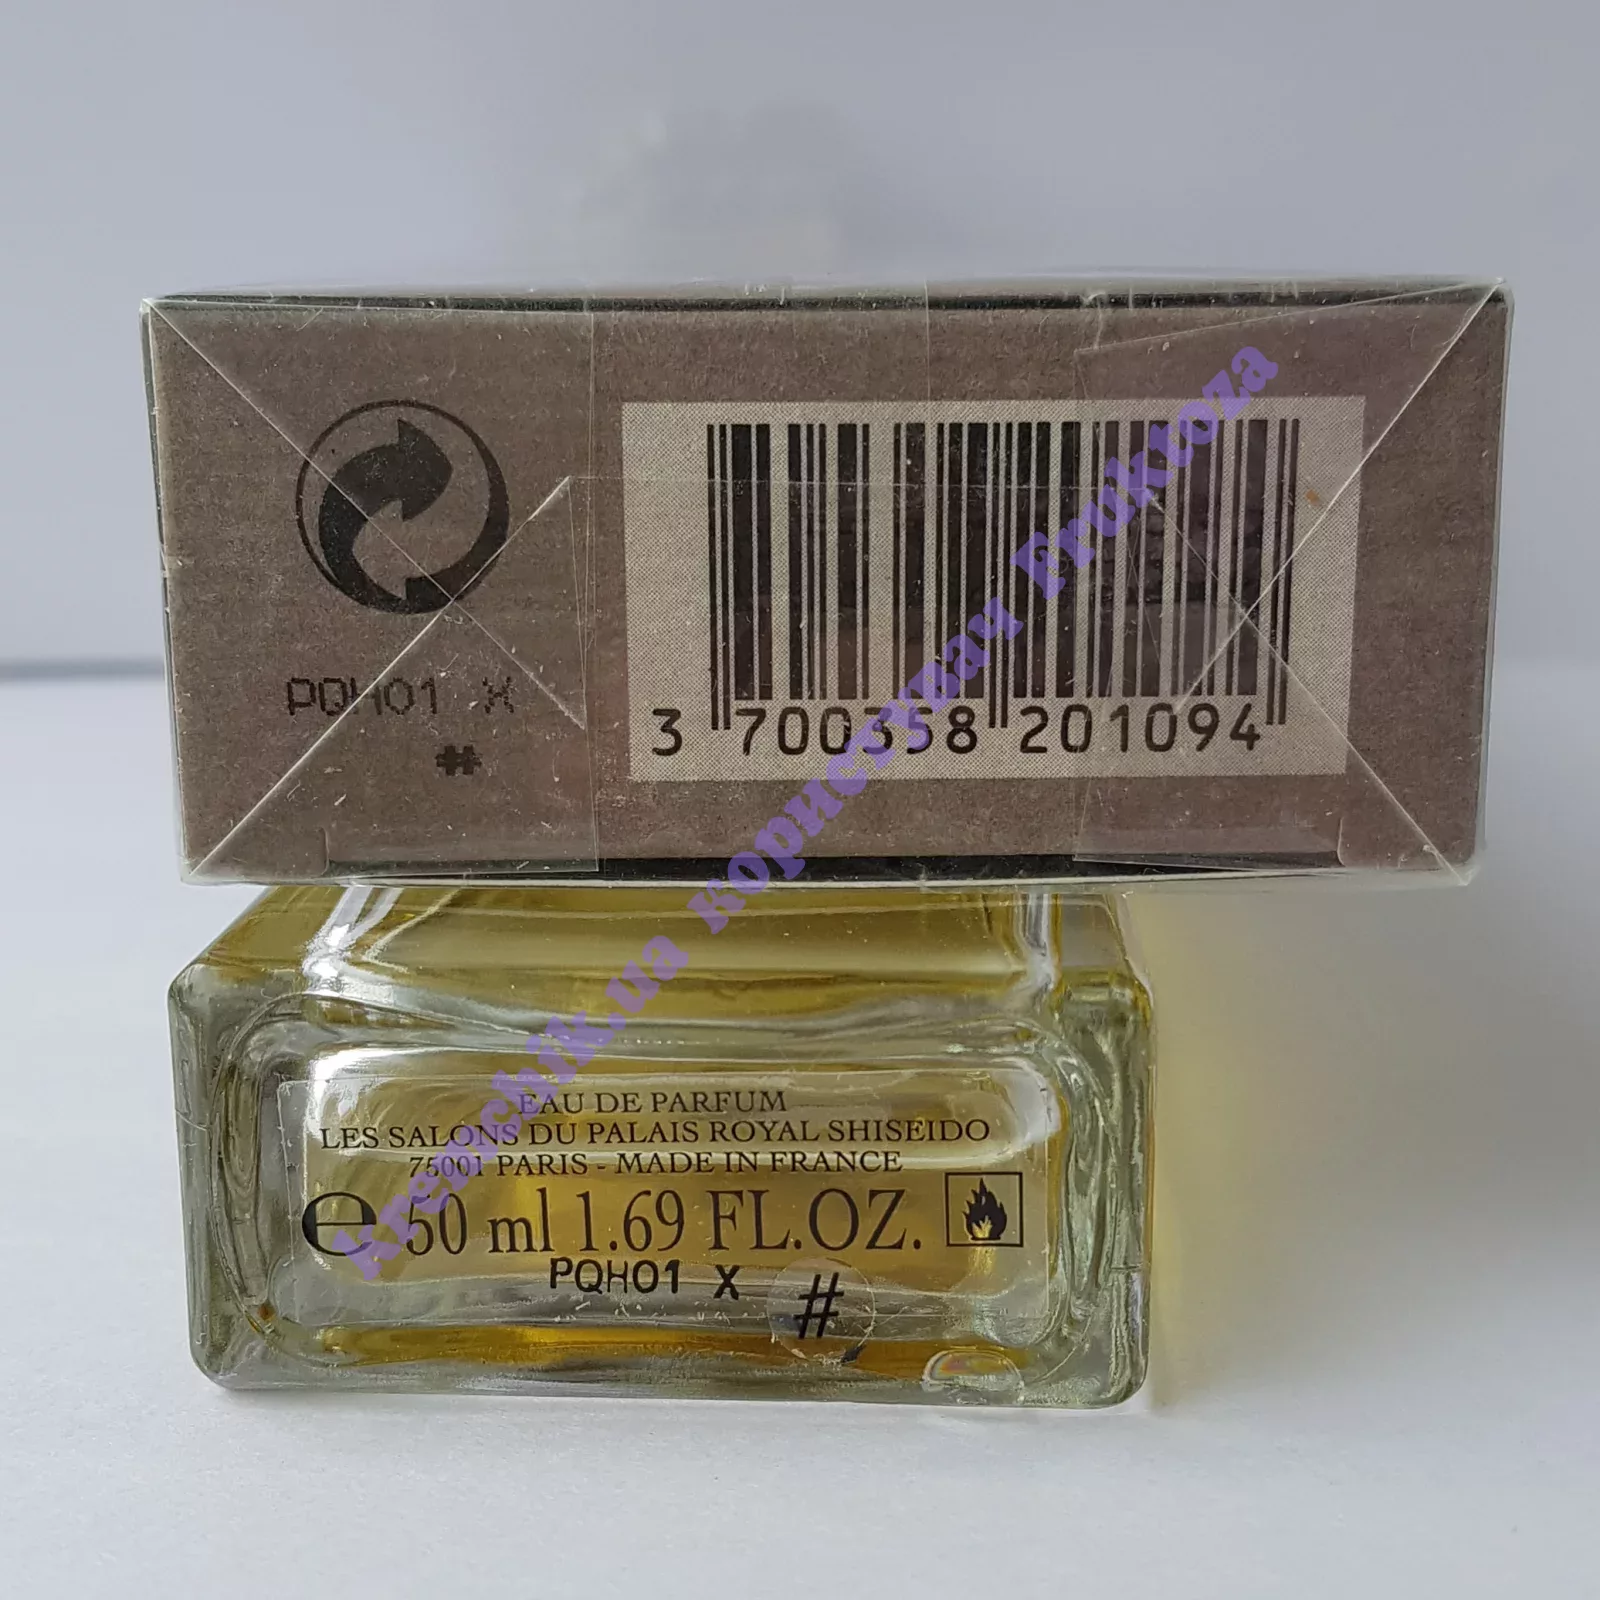 PQH01 X
#
3 700358 201094
kremchik.ua користувач Fruktoza
EAU DE PARFUM
LES SALONS DU PALAIS ROYAL SHISEIDO
75001 PARIS - MADE IN FRANCE
e 50 ml 1.69 FL.OZ.
PQH01 X #